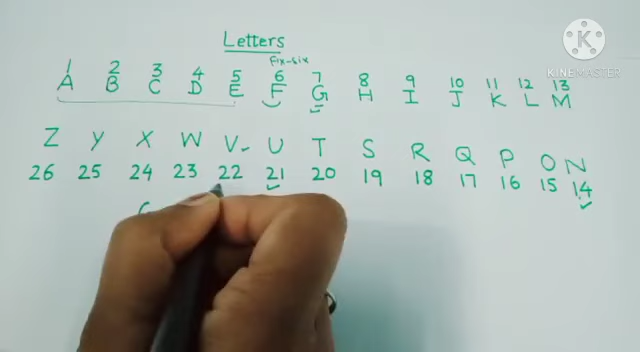 Letters
Fix-six
1 2 3 4 5 6 7 8 9 10 11 12 13
A B C D E F G H I J K L M
Z Y X W V U T S R Q P O N
26 25 24 23 22 21 20 19 18 17 16 15 14
KINEMASTER